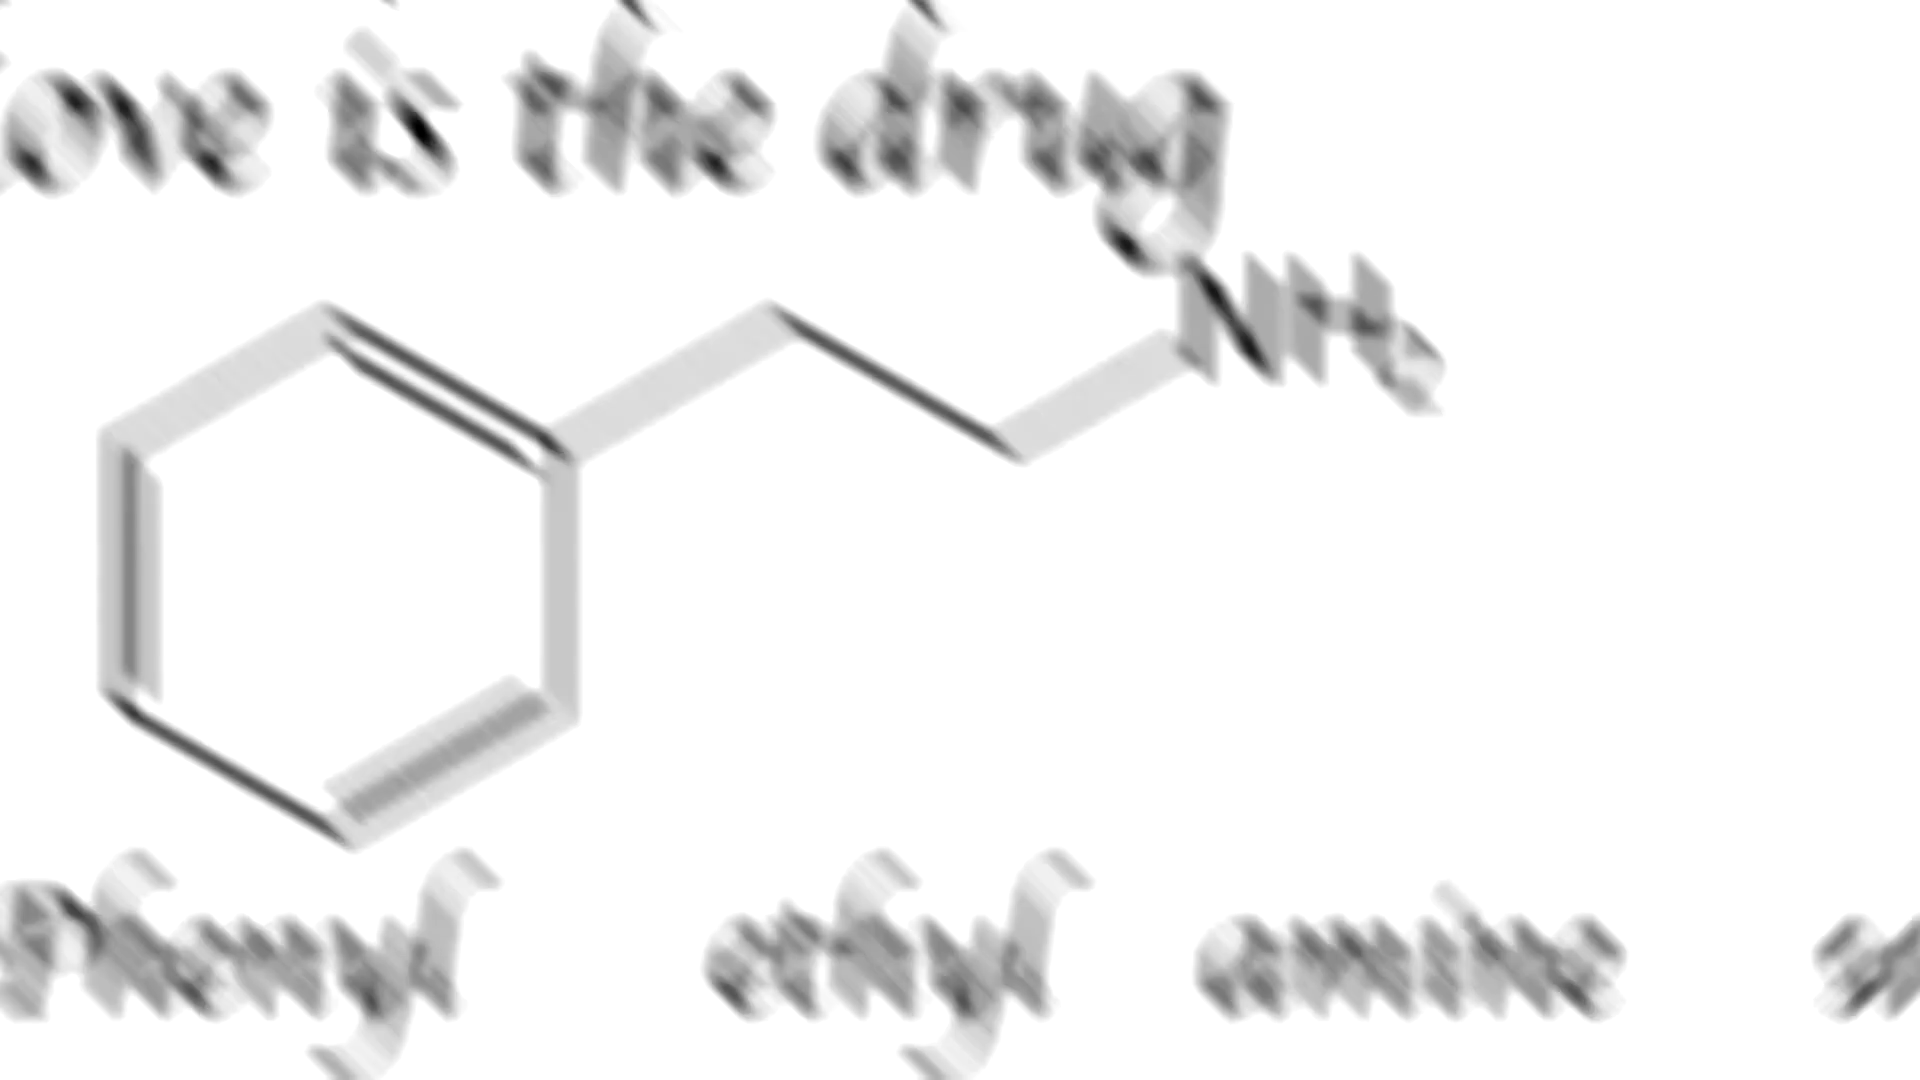 ove is the drug
NH2
Phenyl ethyl amine